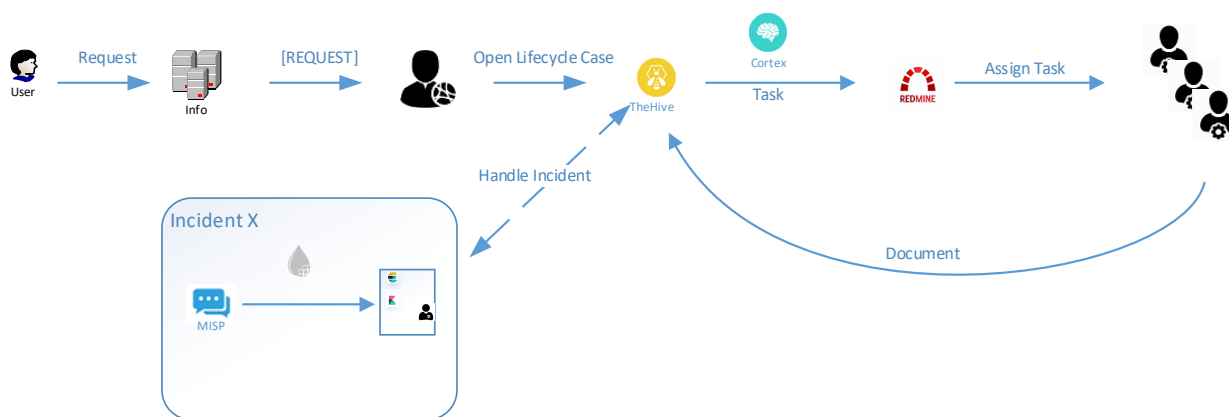 Request
[REQUEST]
Open Lifecycle Case
Cortex
Task
Assign Task
User
Info
TheHive
REDMINE
Handle Incident
Incident X
Document
MISP